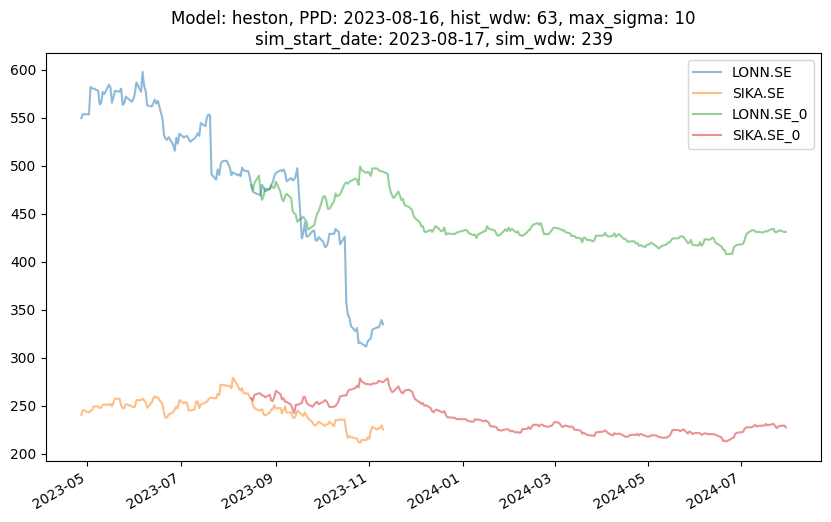 Model: heston, PPD: 2023-08-16, hist_wdw: 63, max_sigma: 10
sim_start_date: 2023-08-17, sim_wdw: 239
LONN.SE
SIKA.SE
LONN.SE_0
SIKA.SE_0
600
550
500
450
400
350
300
250
200
2023-05
2023-07
2023-09
2023-11
2024-01
2024-03
2024-05
2024-07